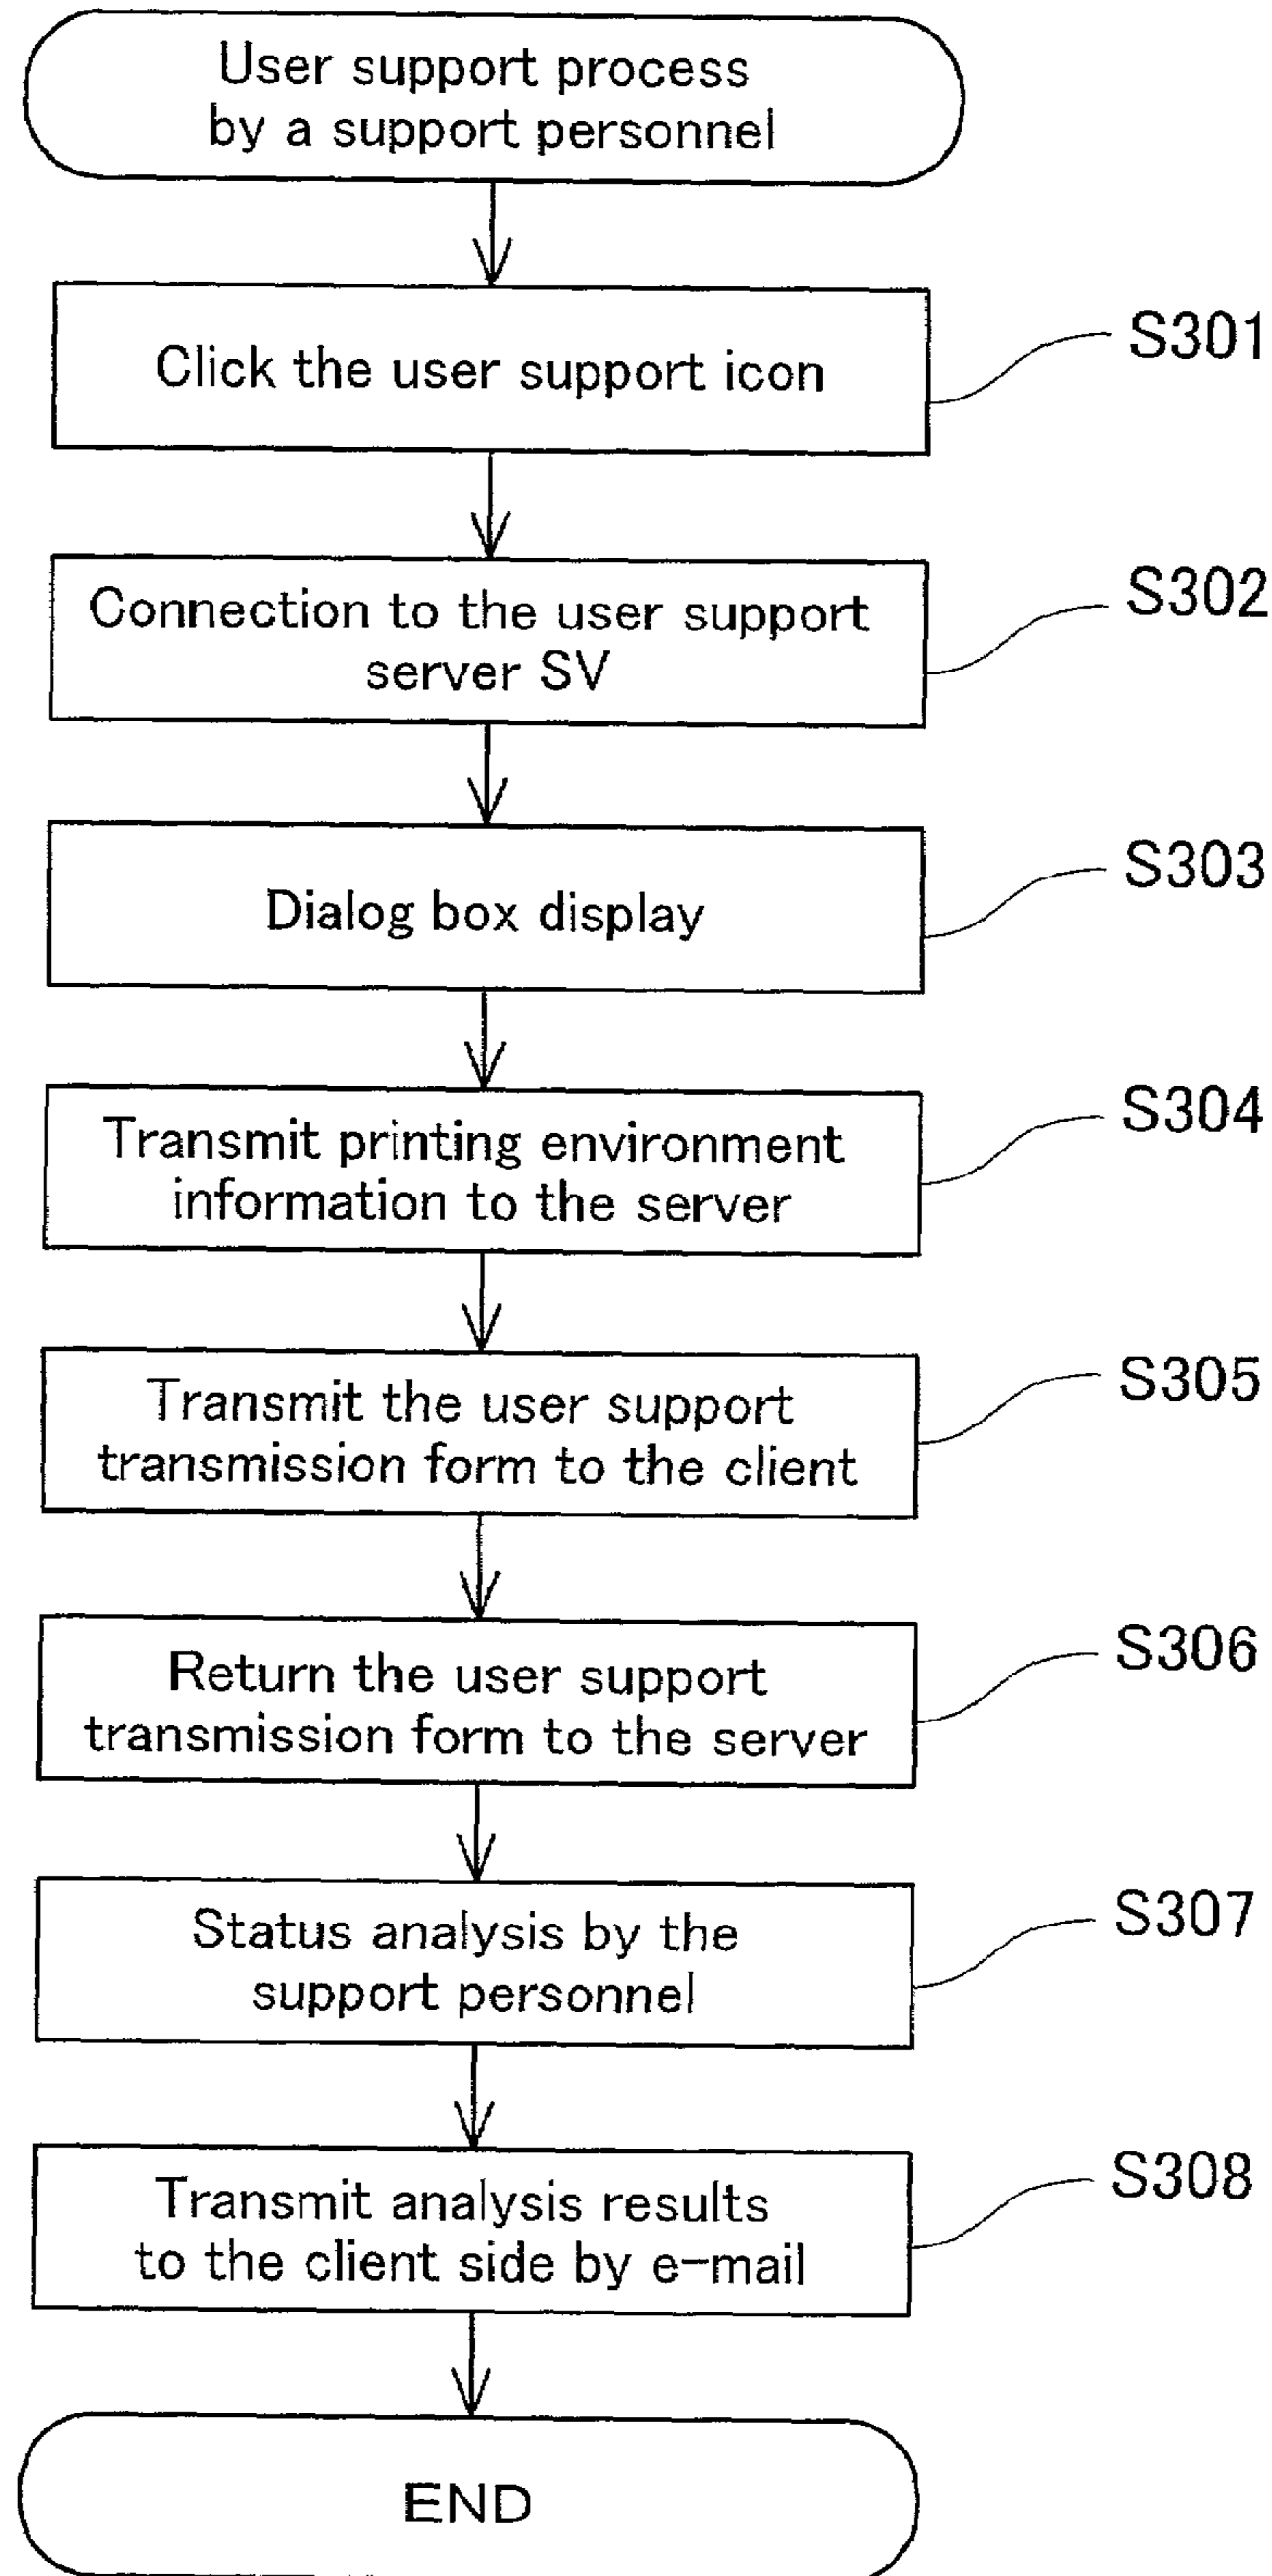 User support process
by a support personnel
Click the user support icon
S301
Connection to the user support
server SV
S302
Dialog box display
S303
Transmit printing environment
information to the server
S304
Transmit the user support
transmission form to the client
S305
Return the user support
transmission form to the server
S306
Status analysis by the
support personnel
S307
Transmit analysis results
to the client side by e-mail
S308
END